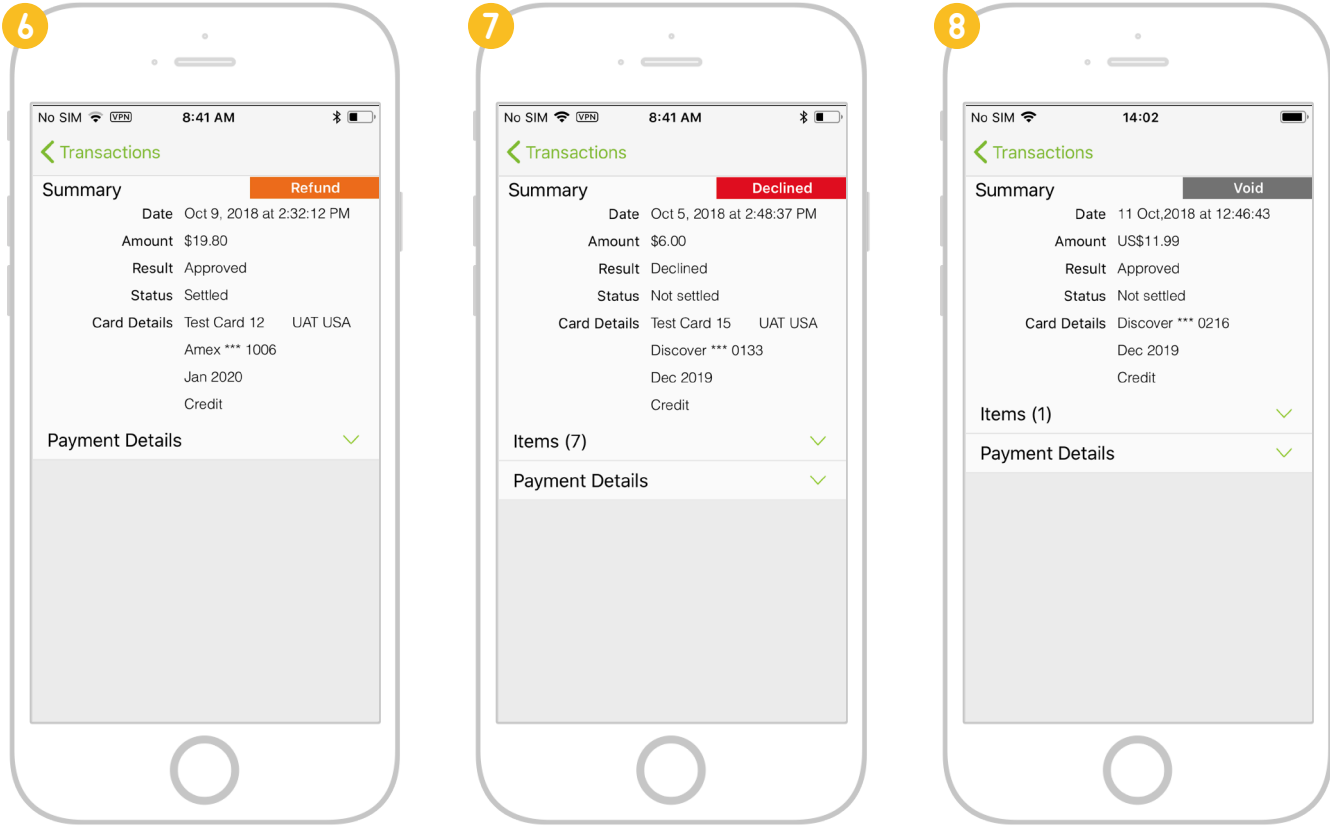 6
No SIM VPN 8:41 AM
Transactions
Summary Refund
Date Oct 9, 2018 at 2:32:12 PM
Amount $19.80
Result Approved
Status Settled
Card Details Test Card 12 UAT USA
Amex *** 1006
Jan 2020
Credit
Payment Details
7
No SIM VPN 8:41 AM
Transactions
Summary Declined
Date Oct 5, 2018 at 2:48:37 PM
Amount $6.00
Result Declined
Status Not settled
Card Details Test Card 15 UAT USA
Discover *** 0133
Dec 2019
Credit
Items (7)
Payment Details
8
No SIM 14:02
Transactions
Summary Void
Date 11 Oct,2018 at 12:46:43
Amount US$11.99
Result Approved
Status Not settled
Card Details Discover *** 0216
Dec 2019
Credit
Items (1)
Payment Details